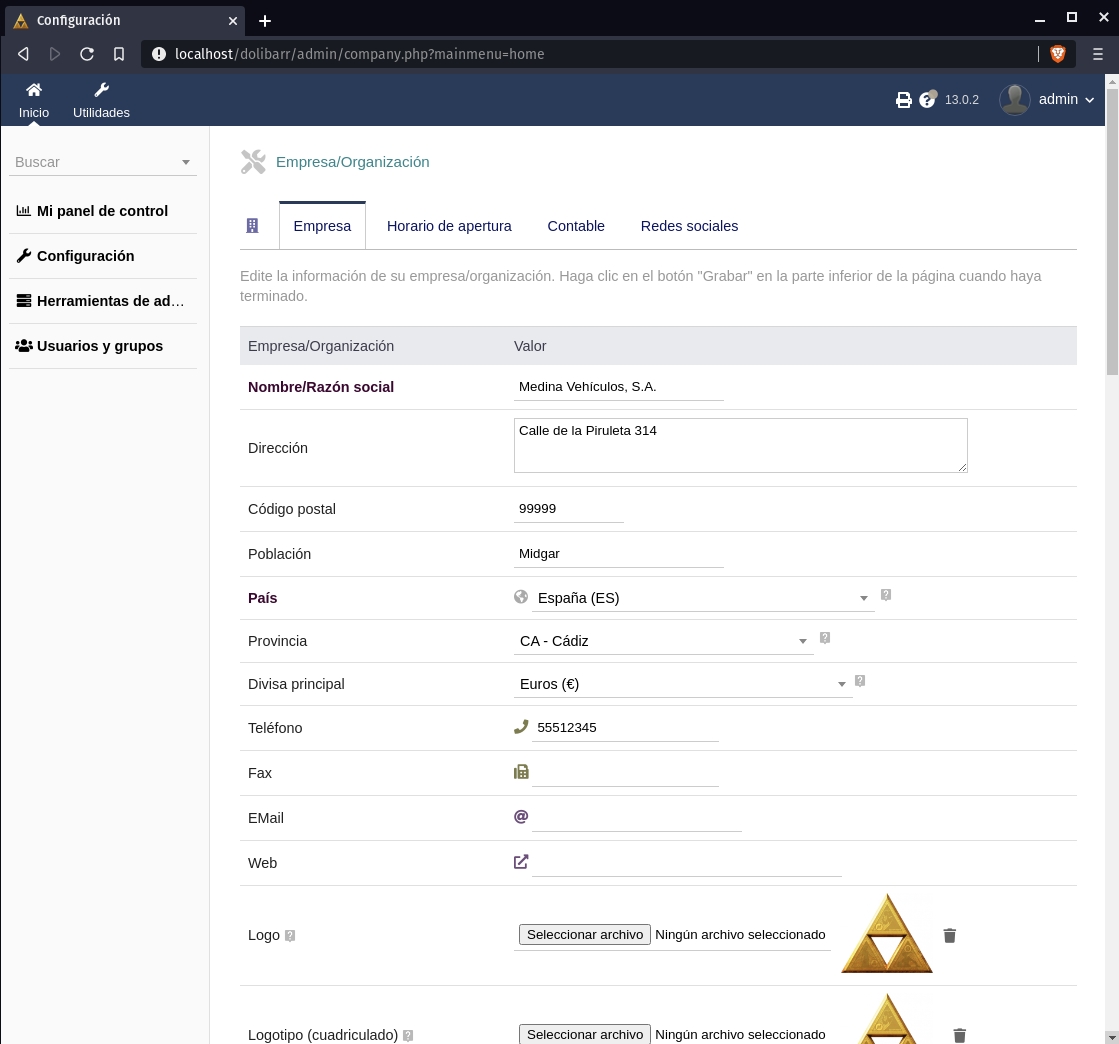 Configuración
localhost/dolibarr/admin/company.php?mainmenu=home
Inicio
Utilidades
13.0.2
admin
Buscar
Mi panel de control
Configuración
Herramientas de ad…
Usuarios y grupos
Empresa/Organización
Empresa
Horario de apertura
Contable
Redes sociales
Edite la información de su empresa/organización. Haga clic en el botón "Grabar" en la parte inferior de la página cuando haya
terminado.
Empresa/Organización Valor
Nombre/Razón social Medina Vehículos, S.A.
Dirección Calle de la Piruleta 314
Código postal 99999
Población Midgar
País España (ES)
Provincia CA - Cádiz
Divisa principal Euros (€)
Teléfono 55512345
Fax
EMail
Web
Logo Seleccionar archivo Ningún archivo seleccionado
Logotipo (cuadriculado) Seleccionar archivo Ningún archivo seleccionado